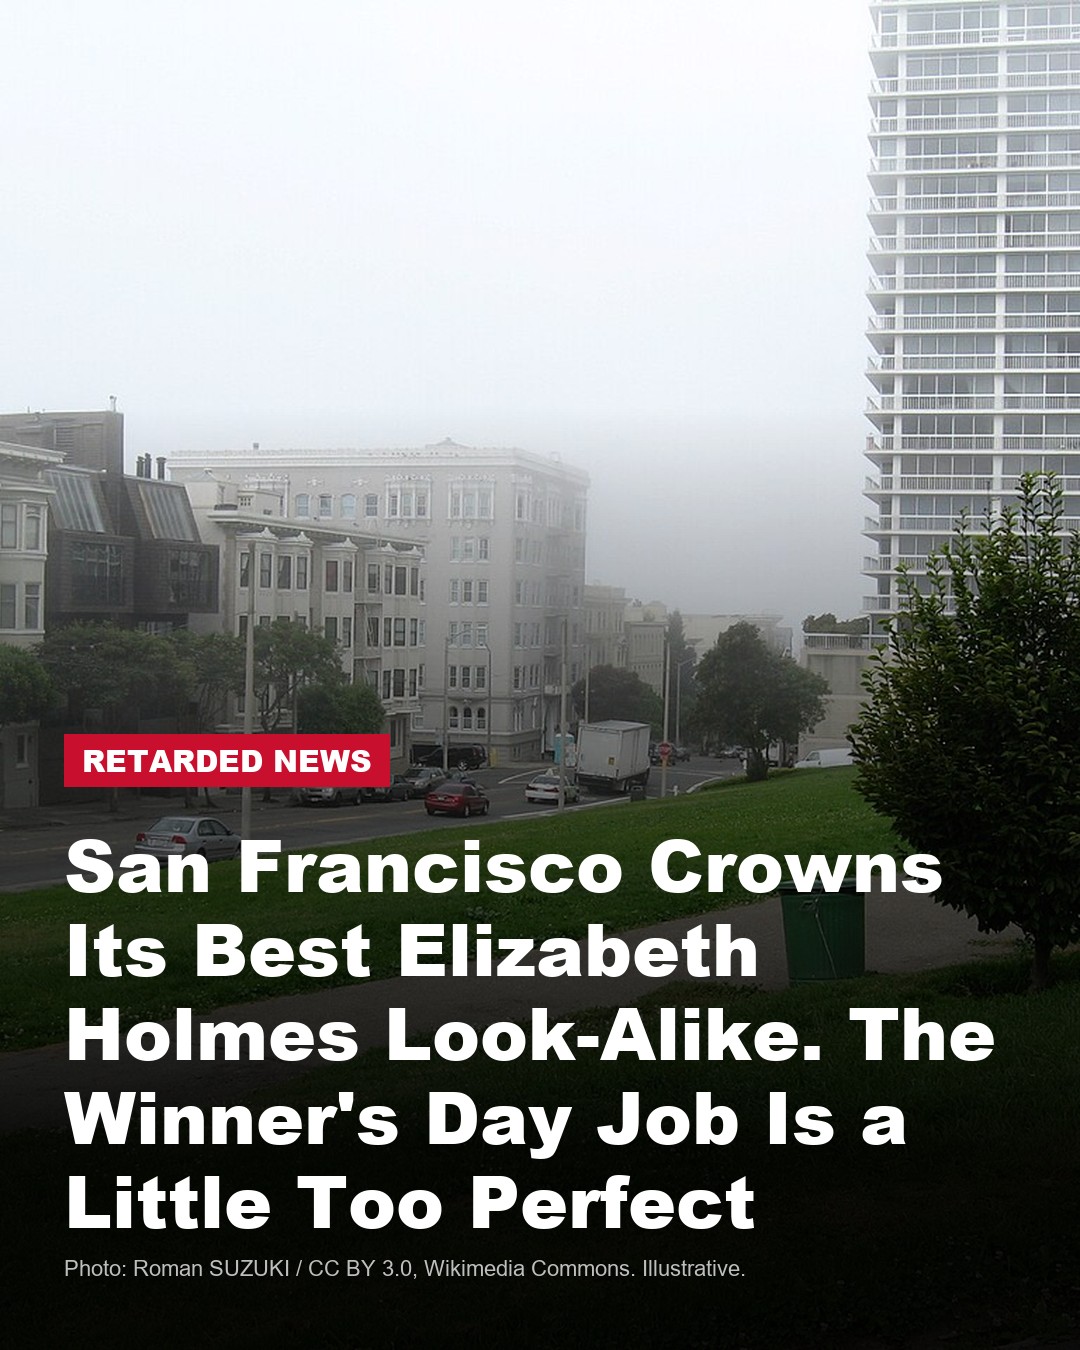 RETARDED NEWS
San Francisco Crowns
Its Best Elizabeth
Holmes Look-Alike. The
Winner's Day Job Is a
Little Too Perfect
Photo: Roman SUZUKI / CC BY 3.0, Wikimedia Commons. Illustrative.